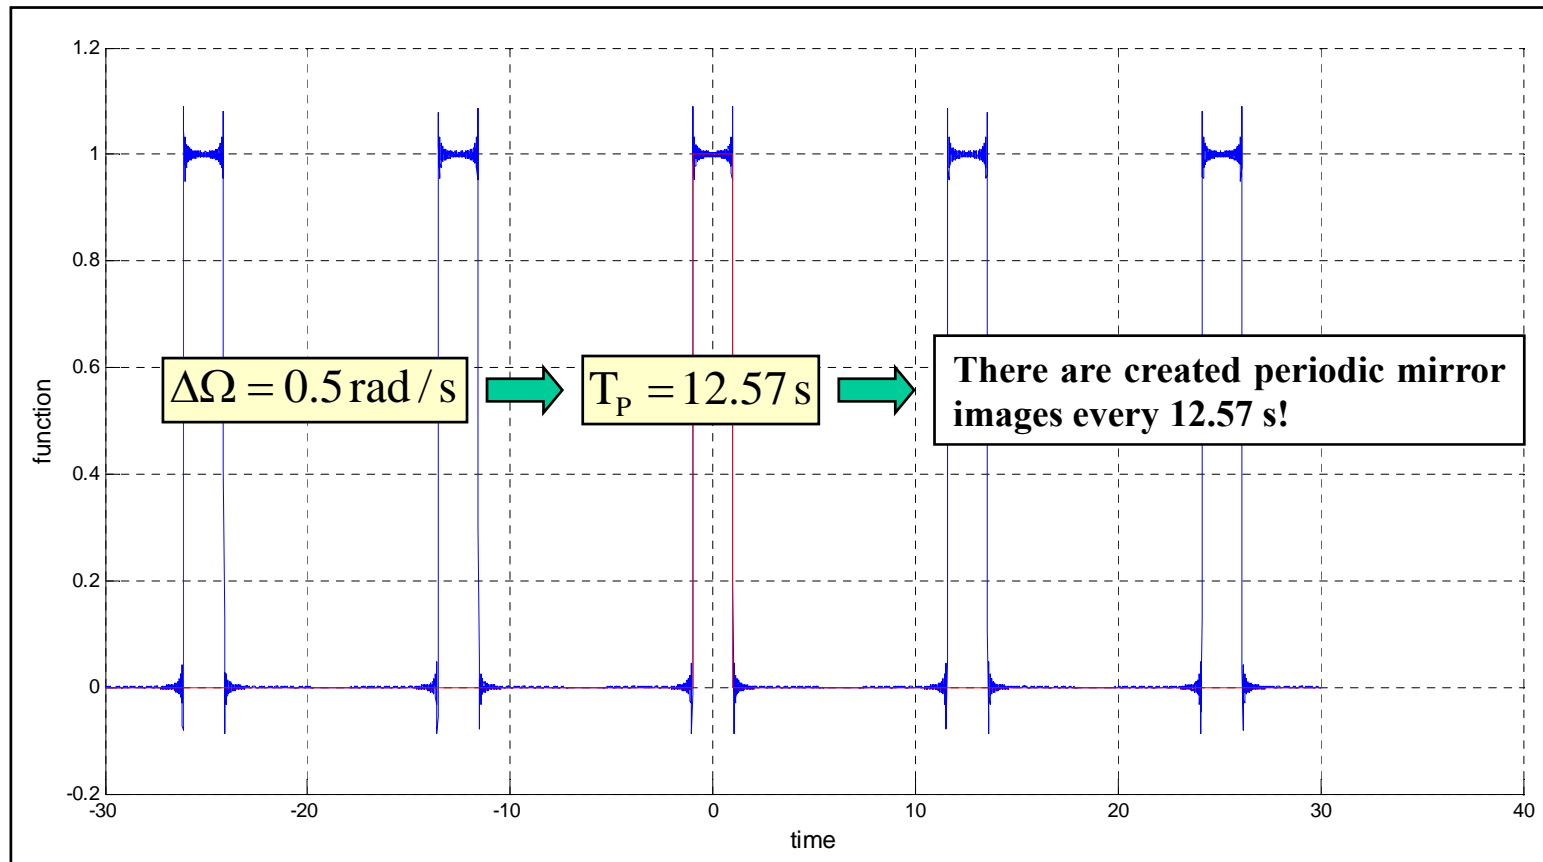 1.2
1
0.8
0.6
0.4
0.2
0
-0.2
function
ΔΩ = 0.5 rad / s
T_P = 12.57 s
There are created periodic mirror
images every 12.57 s!
-30 -20 -10 0 10 20 30 40
time